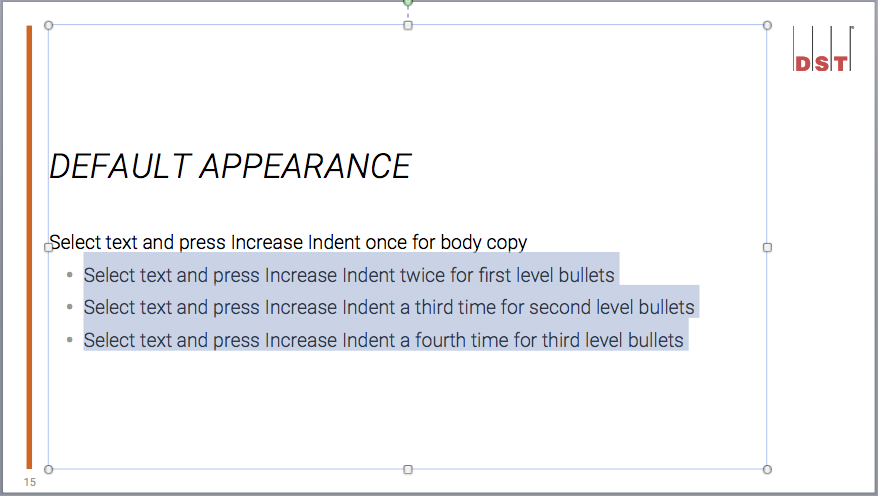 DST
DEFAULT APPEARANCE
Select text and press Increase Indent once for body copy
• Select text and press Increase Indent twice for first level bullets
• Select text and press Increase Indent a third time for second level bullets
• Select text and press Increase Indent a fourth time for third level bullets
15